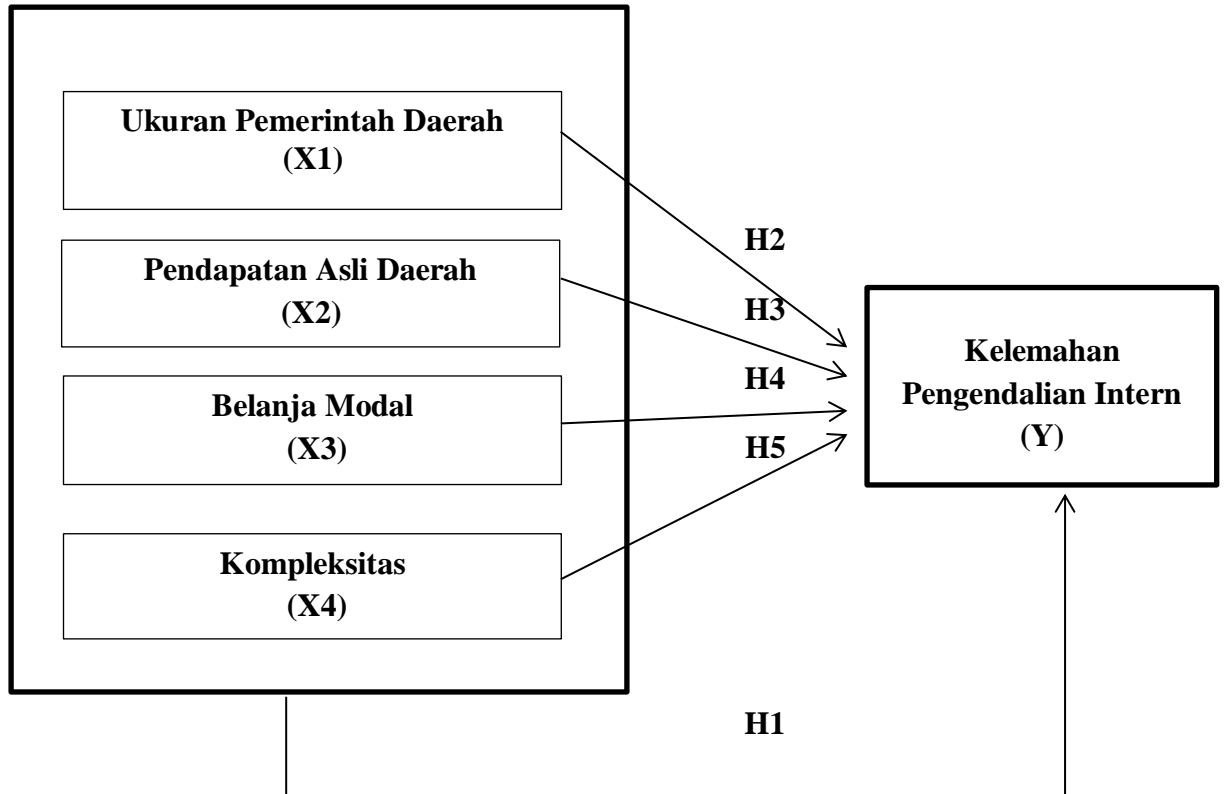 Ukuran Pemerintah Daerah
(X1)
H2
Pendapatan Asli Daerah
(X2)
H3
Kelemahan
Pengendalian Intern
(Y)
H4
Belanja Modal
(X3)
H5
Kompleksitas
(X4)
H1